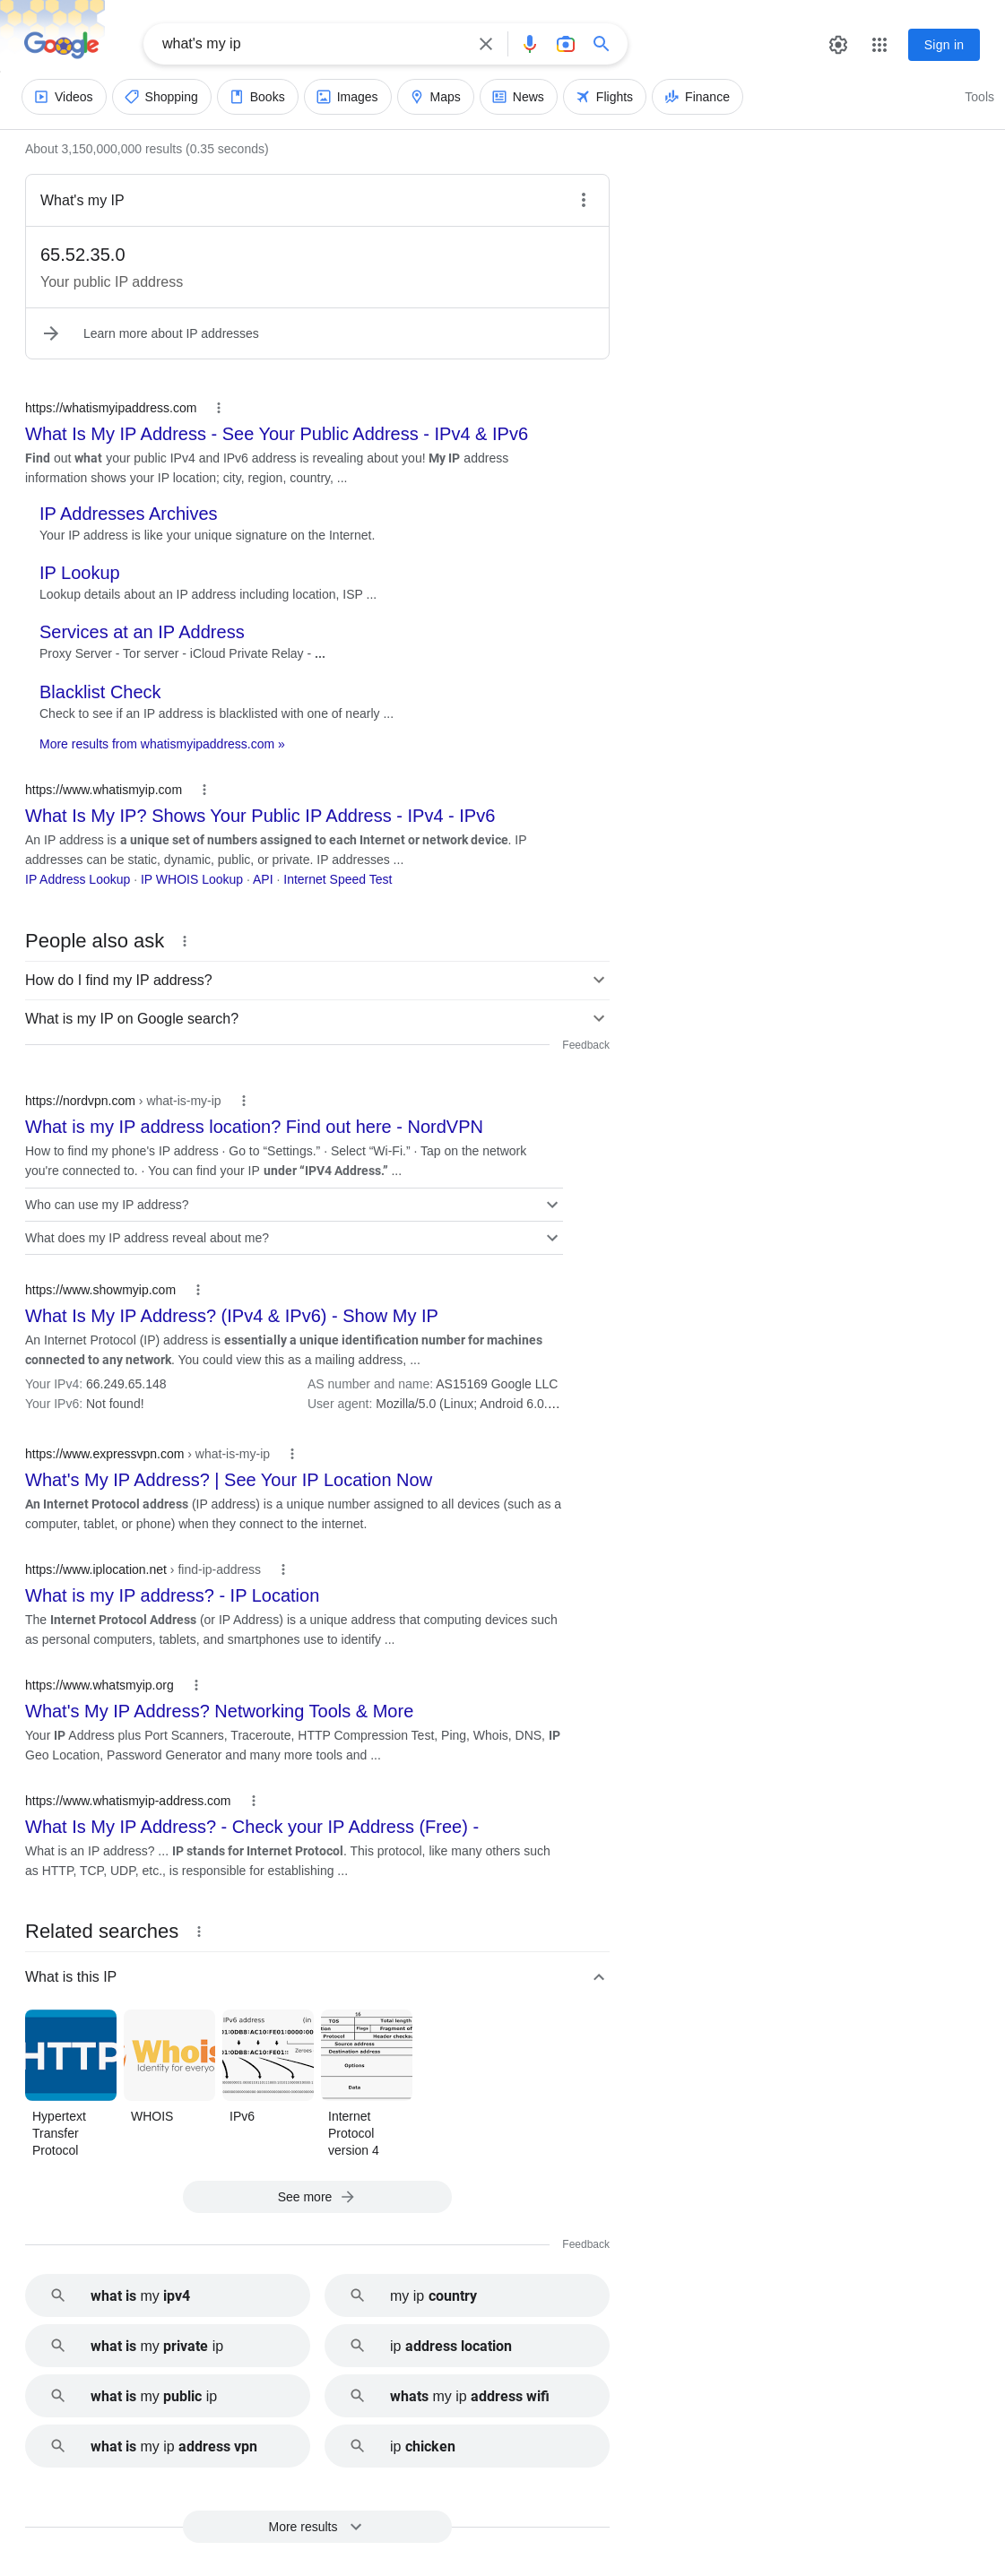 Google
what's my ip
Sign in
Videos
Shopping
Books
Images
Maps
News
Flights
Finance
Tools
About 3,150,000,000 results (0.35 seconds)
What's my IP
65.52.35.0
Your public IP address
Learn more about IP addresses
https://whatismyipaddress.com
What Is My IP Address - See Your Public Address - IPv4 & IPv6
Find out what your public IPv4 and IPv6 address is revealing about you! My IP address
information shows your IP location; city, region, country, ...
IP Addresses Archives
Your IP address is like your unique signature on the Internet.
IP Lookup
Lookup details about an IP address including location, ISP ...
Services at an IP Address
Proxy Server - Tor server - iCloud Private Relay - ...
Blacklist Check
Check to see if an IP address is blacklisted with one of nearly ...
More results from whatismyipaddress.com »
https://www.whatismyip.com
What Is My IP? Shows Your Public IP Address - IPv4 - IPv6
An IP address is a unique set of numbers assigned to each Internet or network device. IP
addresses can be static, dynamic, public, or private. IP addresses ...
IP Address Lookup · IP WHOIS Lookup · API · Internet Speed Test
People also ask
How do I find my IP address?
What is my IP on Google search?
Feedback
https://nordvpn.com › what-is-my-ip
What is my IP address location? Find out here - NordVPN
How to find my phone's IP address · Go to “Settings.” · Select “Wi-Fi.” · Tap on the network
you're connected to. · You can find your IP under “IPV4 Address.” ...
Who can use my IP address?
What does my IP address reveal about me?
https://www.showmyip.com
What Is My IP Address? (IPv4 & IPv6) - Show My IP
An Internet Protocol (IP) address is essentially a unique identification number for machines
connected to any network. You could view this as a mailing address, ...
Your IPv4: 66.249.65.148
AS number and name: AS15169 Google LLC
Your IPv6: Not found!
User agent: Mozilla/5.0 (Linux; Android 6.0....
https://www.expressvpn.com › what-is-my-ip
What's My IP Address? | See Your IP Location Now
An Internet Protocol address (IP address) is a unique number assigned to all devices (such as a
computer, tablet, or phone) when they connect to the internet.
https://www.iplocation.net › find-ip-address
What is my IP address? - IP Location
The Internet Protocol Address (or IP Address) is a unique address that computing devices such
as personal computers, tablets, and smartphones use to identify ...
https://www.whatsmyip.org
What's My IP Address? Networking Tools & More
Your IP Address plus Port Scanners, Traceroute, HTTP Compression Test, Ping, Whois, DNS, IP
Geo Location, Password Generator and many more tools and ...
https://www.whatismyip-address.com
What Is My IP Address? - Check your IP Address (Free) -
What is an IP address? ... IP stands for Internet Protocol. This protocol, like many others such
as HTTP, TCP, UDP, etc., is responsible for establishing ...
Related searches
What is this IP
HTTP
Whois
Identity for everyo
IPv6 address (in
Zeroes
16
TOS Total length
Flags Fragment of
Protocol Header checks
Source address
Destination address
Options
Data
Hypertext
Transfer
Protocol
WHOIS
IPv6
Internet
Protocol
version 4
See more
Feedback
what is my ipv4
my ip country
what is my private ip
ip address location
what is my public ip
whats my ip address wifi
what is my ip address vpn
ip chicken
More results